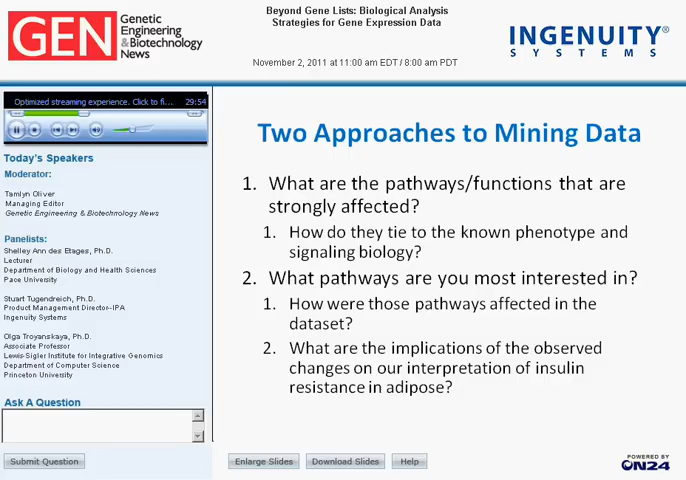 GEN
Genetic
Engineering
& Biotechnology
News
Beyond Gene Lists: Biological Analysis
Strategies for Gene Expression Data
November 2, 2011 at 11:00 am EDT / 8:00 am PDT
INGENUITY®
SYSTEMS
Optimized streaming experience. Click to fi... 29:54
Today's Speakers
Moderator:
Tamlyn Oliver
Managing Editor
Genetic Engineering & Biotechnology News
Panelists:
Shelley Ann des Etages, Ph.D.
Lecturer
Department of Biology and Health Sciences
Pace University
Stuart Tugendreich, Ph.D.
Product Management Director-IPA
Ingenuity Systems
Olga Troyanskaya, Ph.D.
Associate Professor
Lewis-Sigler Institute for Integrative Genomics
Department of Computer Science
Princeton University
Ask A Question
Submit Question
Two Approaches to Mining Data
1. What are the pathways/functions that are
strongly affected?
1. How do they tie to the known phenotype and
signaling biology?
2. What pathways are you most interested in?
1. How were those pathways affected in the
dataset?
2. What are the implications of the observed
changes on our interpretation of insulin
resistance in adipose?
Enlarge Slides Download Slides Help
POWERED BY
ON24